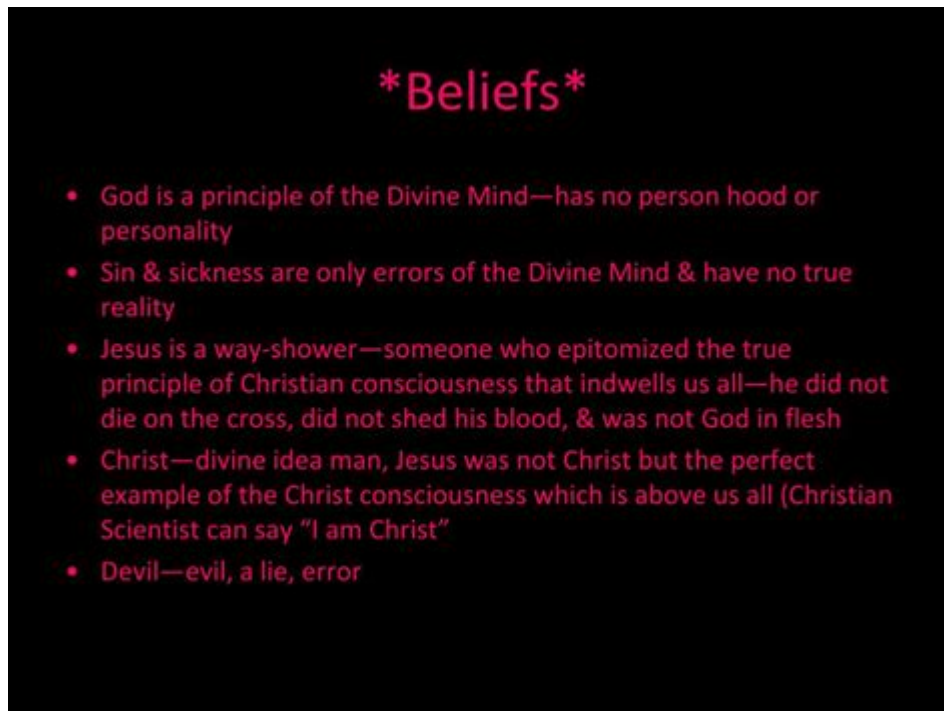 *Beliefs*
• God is a principle of the Divine Mind—has no person hood or
personality
• Sin & sickness are only errors of the Divine Mind & have no true
reality
• Jesus is a way-shower—someone who epitomized the true
principle of Christian consciousness that indwells us all—he did not
die on the cross, did not shed his blood, & was not God in flesh
• Christ—divine idea man, Jesus was not Christ but the perfect
example of the Christ consciousness which is above us all (Christian
Scientist can say “I am Christ”
• Devil—evil, a lie, error